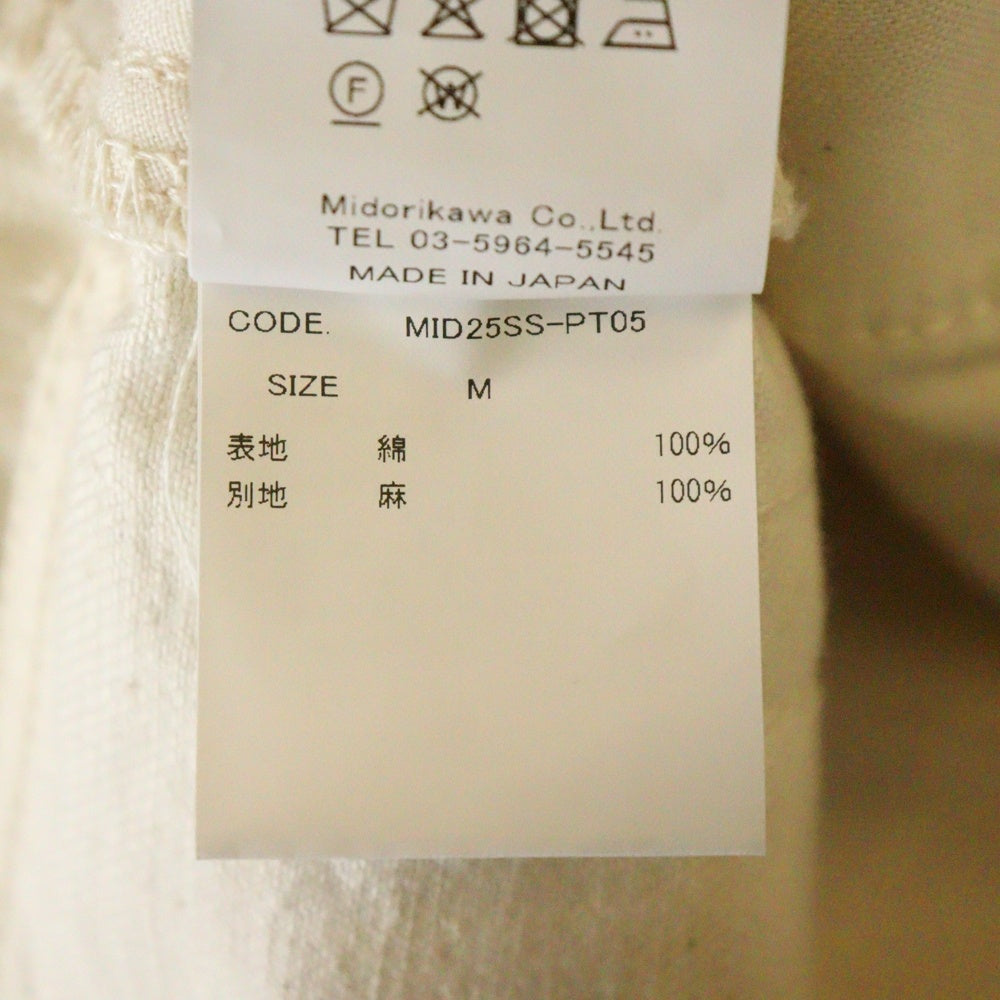 F W
Midorikawa Co.,Ltd.
TEL 03-5964-5545
MADE IN JAPAN
CODE. MID25SS-PT05
SIZE M
表地 綿 100%
別地 麻 100%